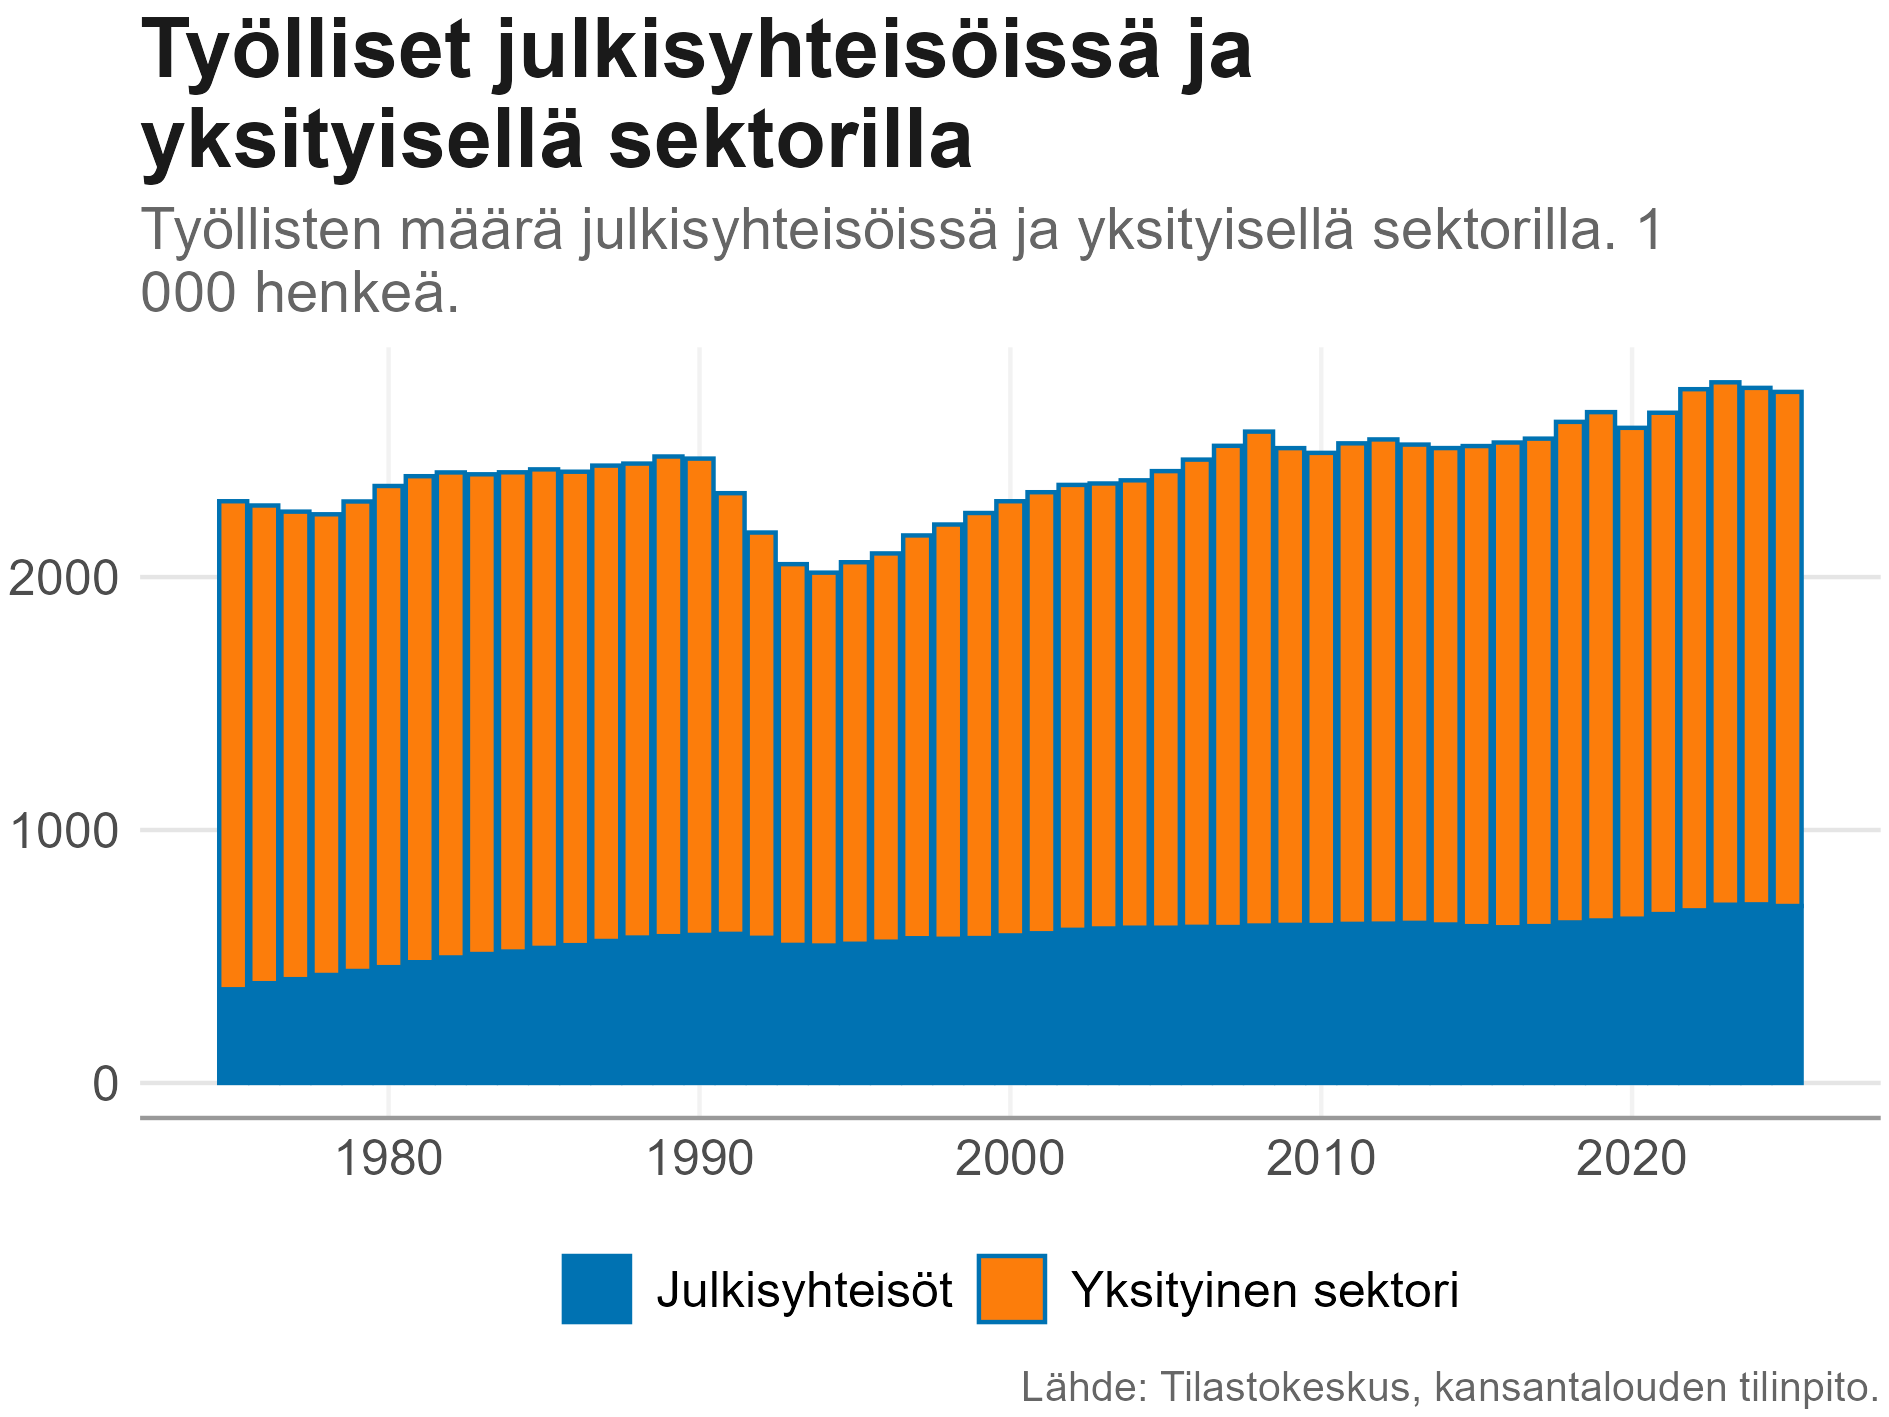 Työlliset julkisyhteisöissä ja
yksityisellä sektorilla
Työllisten määrä julkisyhteisöissä ja yksityisellä sektorilla. 1
000 henkeä.
2000
1000
0
1980 1990 2000 2010 2020
Julkisyhteisöt Yksityinen sektori
Lähde: Tilastokeskus, kansantalouden tilinpito.